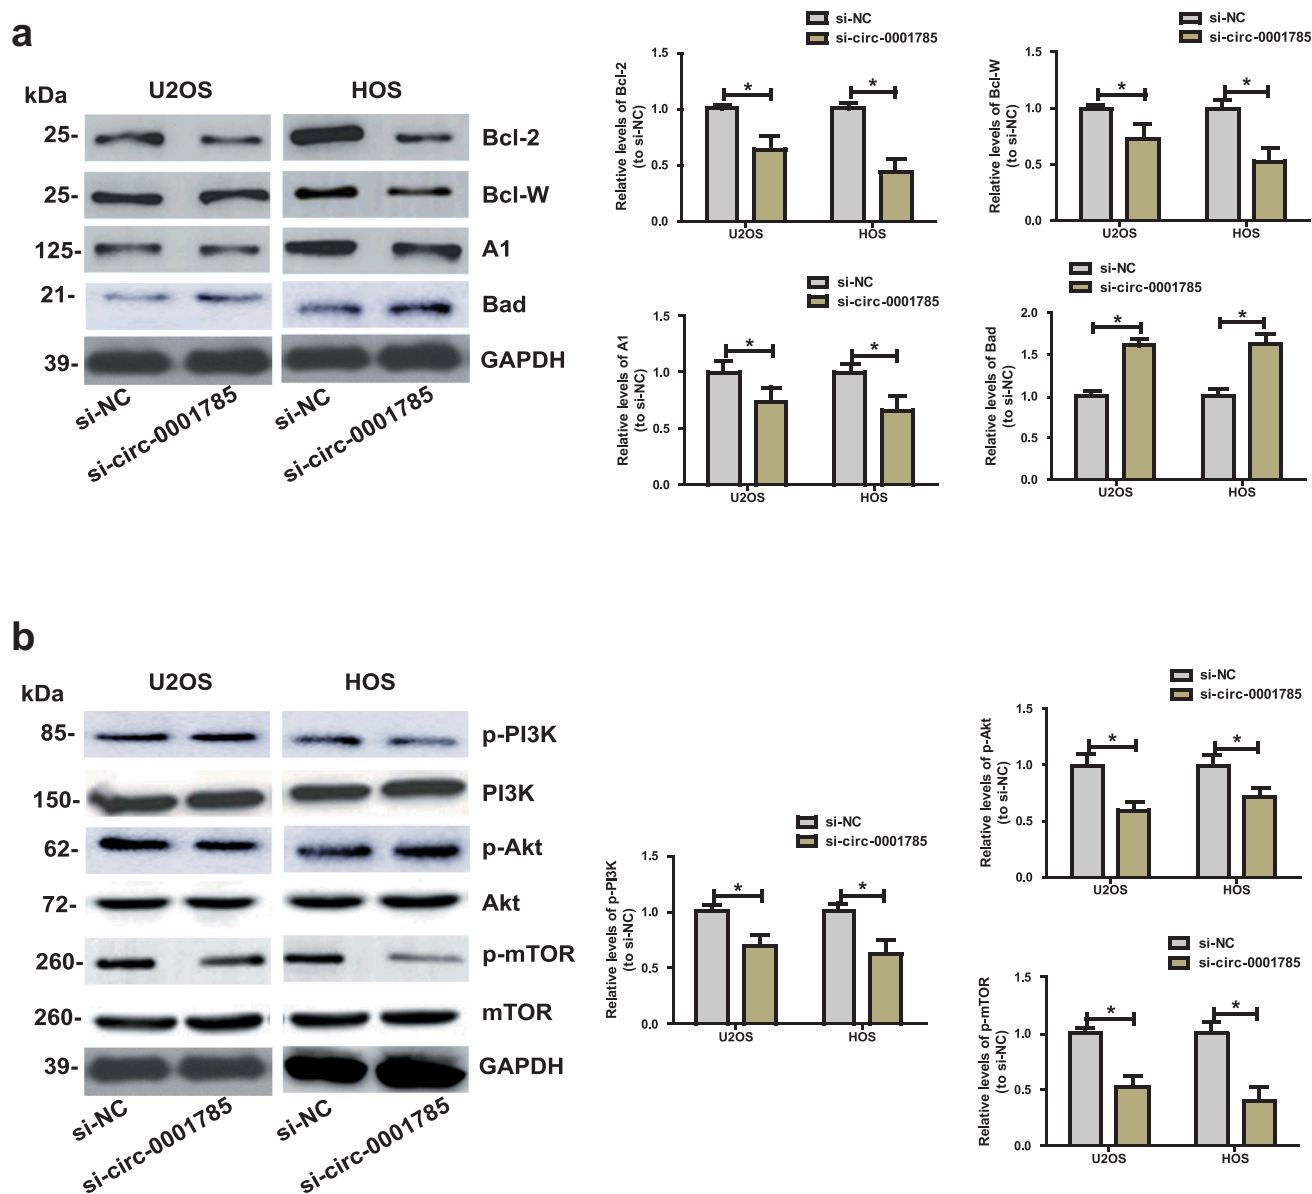 a
kDa
U2OS
HOS
25-
Bcl-2
25-
Bcl-W
125-
A1
21-
Bad
39-
GAPDH
si-NC
si-circ-0001785
si-NC
si-circ-0001785
si-NC
si-circ-0001785
Relative levels of Bcl-2
(to si-NC)
1.5
1.0
0.5
0.0
*
*
U2OS
HOS
si-NC
si-circ-0001785
Relative levels of Bcl-W
(to si-NC)
1.5
1.0
0.5
0.0
*
*
U2OS
HOS
si-NC
si-circ-0001785
Relative levels of A1
(to si-NC)
1.5
1.0
0.5
0.0
*
*
U2OS
HOS
si-NC
si-circ-0001785
Relative levels of Bad
(to si-NC)
2.0
1.5
1.0
0.0
*
*
U2OS
HOS
b
kDa
U2OS
HOS
85-
p-PI3K
150-
PI3K
62-
p-Akt
72-
Akt
260-
p-mTOR
260-
mTOR
39-
GAPDH
si-NC
si-circ-0001785
si-NC
si-circ-0001785
si-NC
si-circ-0001785
Relative levels of p-PI3K
(to si-NC)
1.5
1.0
0.5
0.0
*
*
U2OS
HOS
si-NC
si-circ-0001785
Relative levels of p-Akt
(to si-NC)
1.5
1.0
0.5
0.0
*
*
U2OS
HOS
si-NC
si-circ-0001785
Relative levels of p-mTOR
(to si-NC)
1.5
1.0
0.5
0.0
*
*
U2OS
HOS